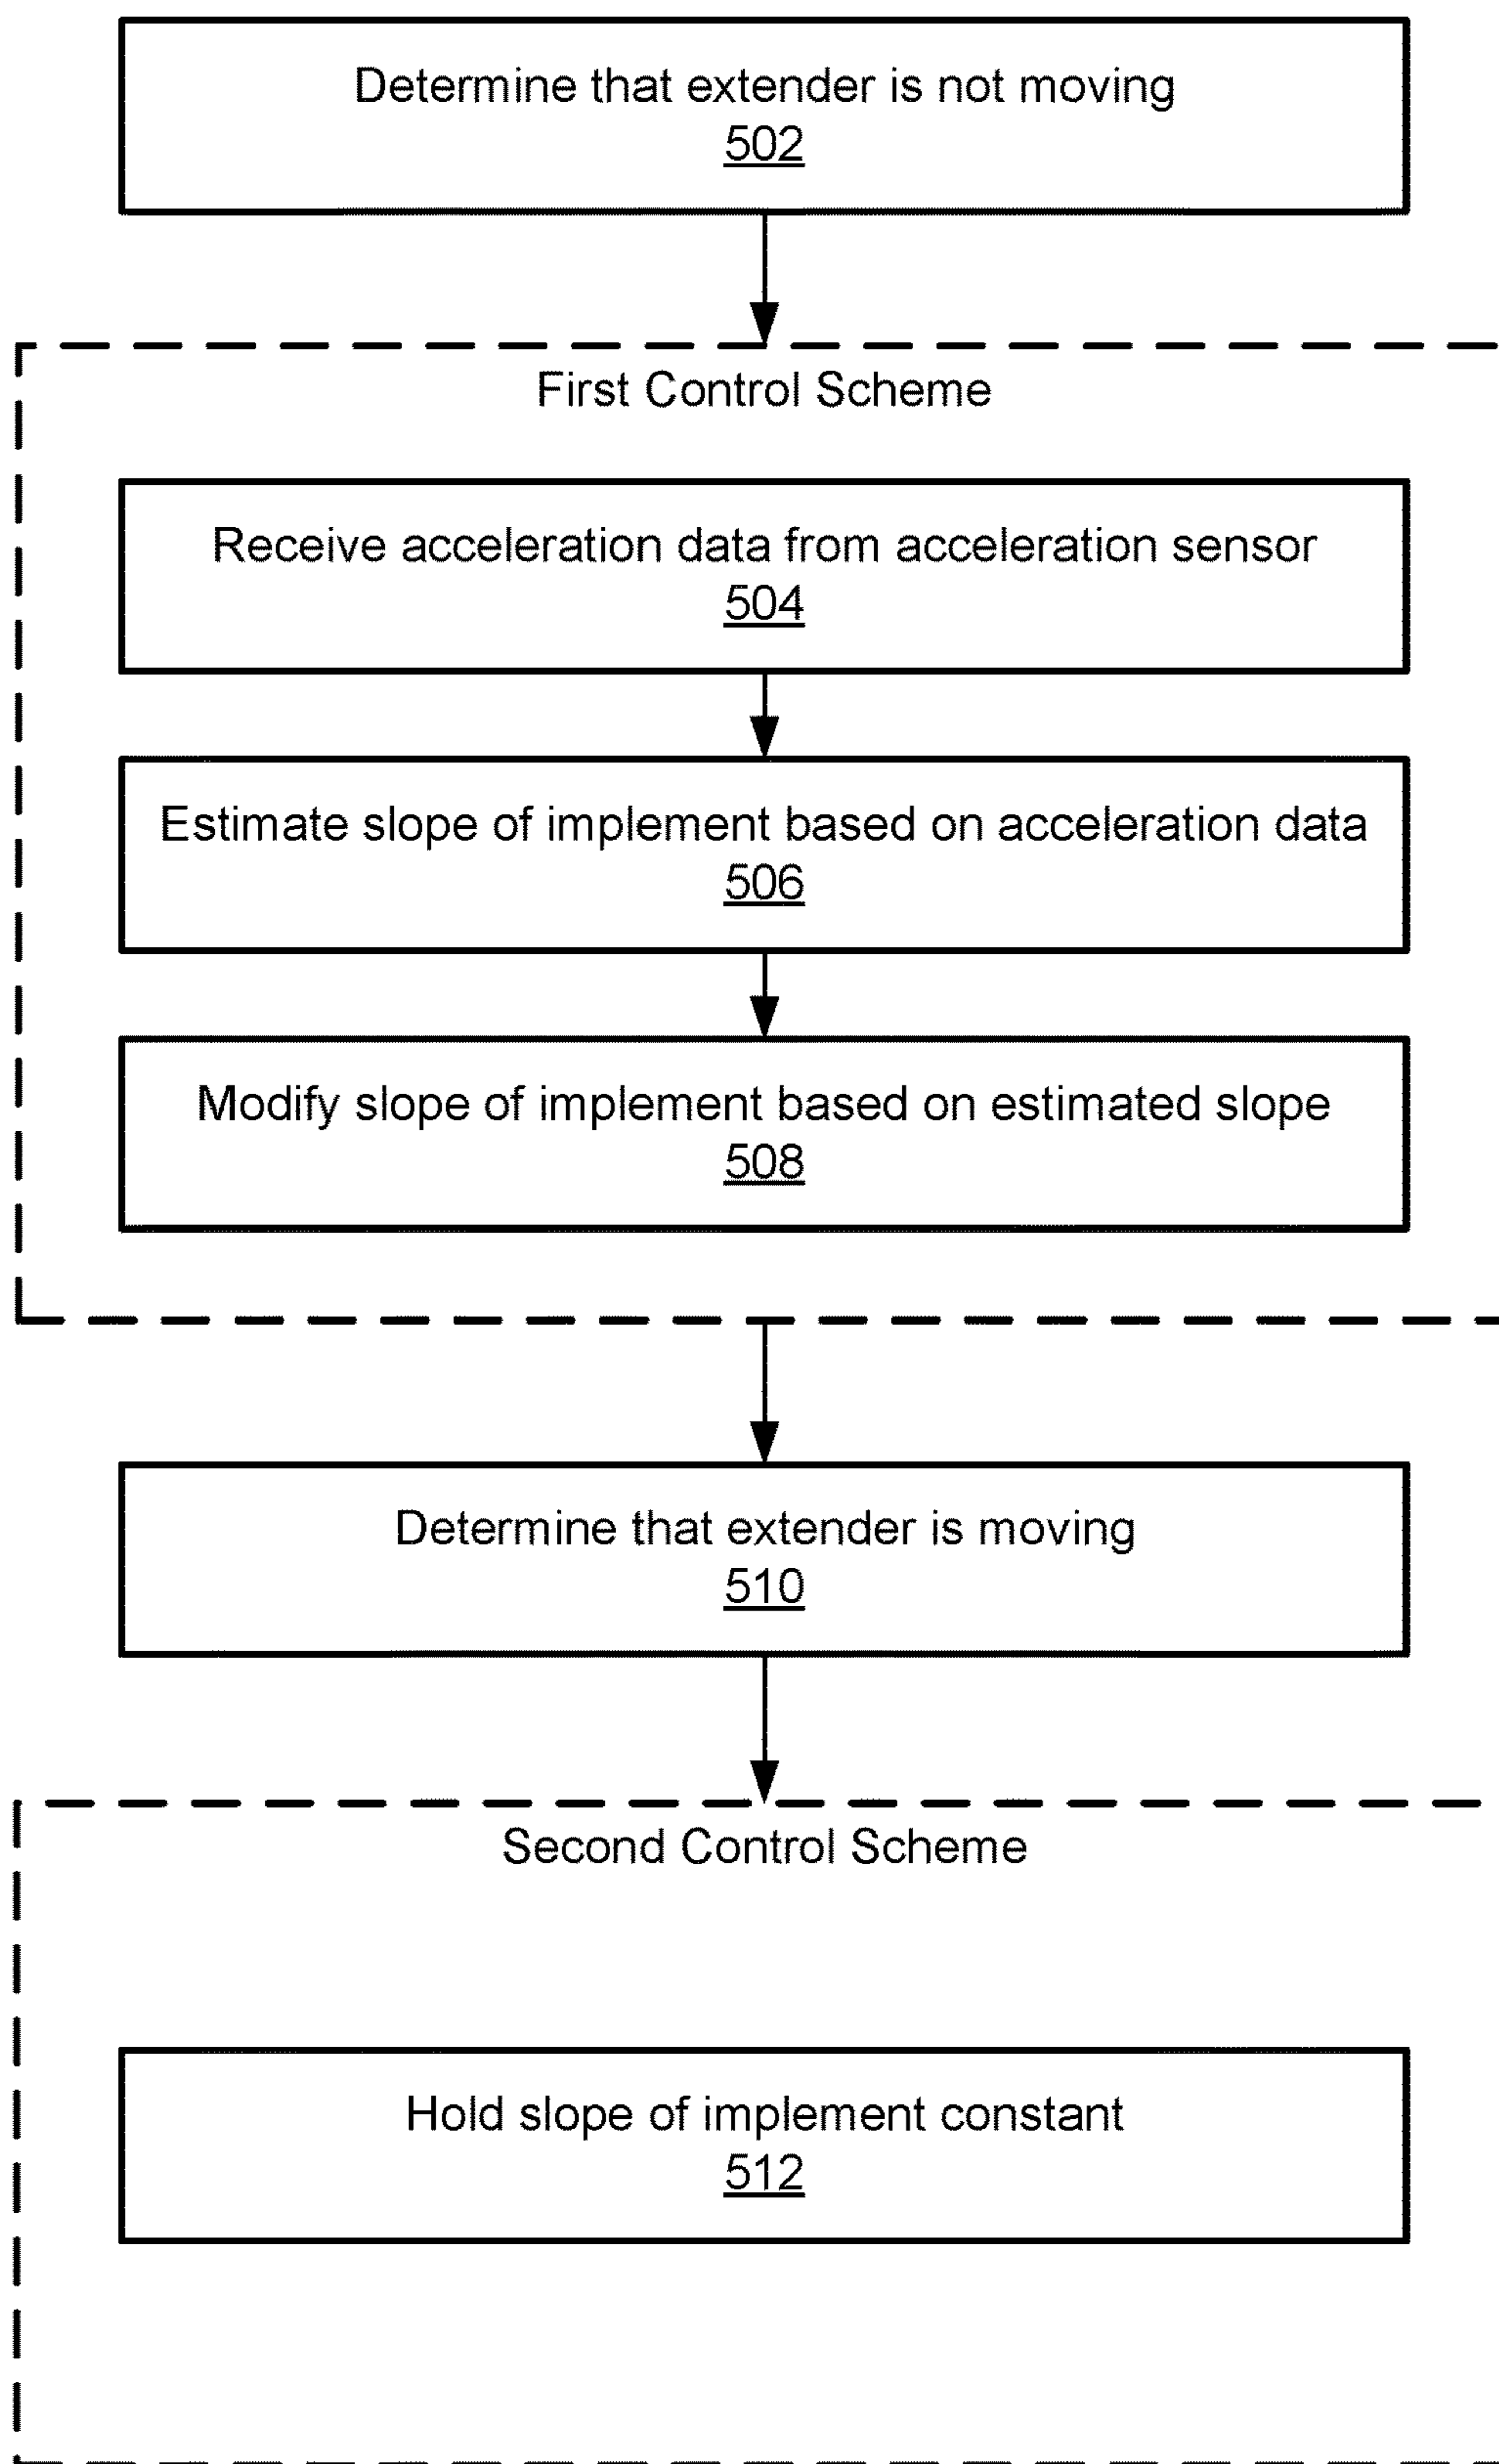 Determine that extender is not moving
502
First Control Scheme
Receive acceleration data from acceleration sensor
504
Estimate slope of implement based on acceleration data
506
Modify slope of implement based on estimated slope
508
Determine that extender is moving
510
Second Control Scheme
Hold slope of implement constant
512